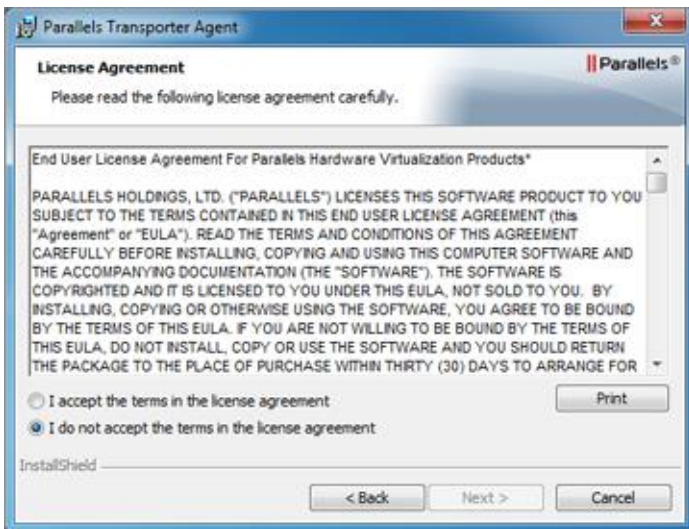 Parallels Transporter Agent
License Agreement
Please read the following license agreement carefully.
Parallels®
End User License Agreement For Parallels Hardware Virtualization Products*
PARALLELS HOLDINGS, LTD. ("PARALLELS") LICENSES THIS SOFTWARE PRODUCT TO YOU
SUBJECT TO THE TERMS CONTAINED IN THIS END USER LICENSE AGREEMENT (this
"Agreement" or "EULA"). READ THE TERMS AND CONDITIONS OF THIS AGREEMENT
CAREFULLY BEFORE INSTALLING, COPYING AND USING THIS COMPUTER SOFTWARE AND
THE ACCOMPANYING DOCUMENTATION (THE "SOFTWARE"). THE SOFTWARE IS
COPYRIGHTED AND IT IS LICENSED TO YOU UNDER THIS EULA, NOT SOLD TO YOU. BY
INSTALLING, COPYING OR OTHERWISE USING THE SOFTWARE, YOU AGREE TO BE BOUND
BY THE TERMS OF THIS EULA. IF YOU ARE NOT WILLING TO BE BOUND BY THE TERMS OF
THIS EULA, DO NOT INSTALL, COPY OR USE THE SOFTWARE AND YOU SHOULD RETURN
THE PACKAGE TO THE PLACE OF PURCHASE WITHIN THIRTY (30) DAYS TO ARRANGE FOR
I accept the terms in the license agreement
Print
I do not accept the terms in the license agreement
InstallShield
< Back
Next >
Cancel